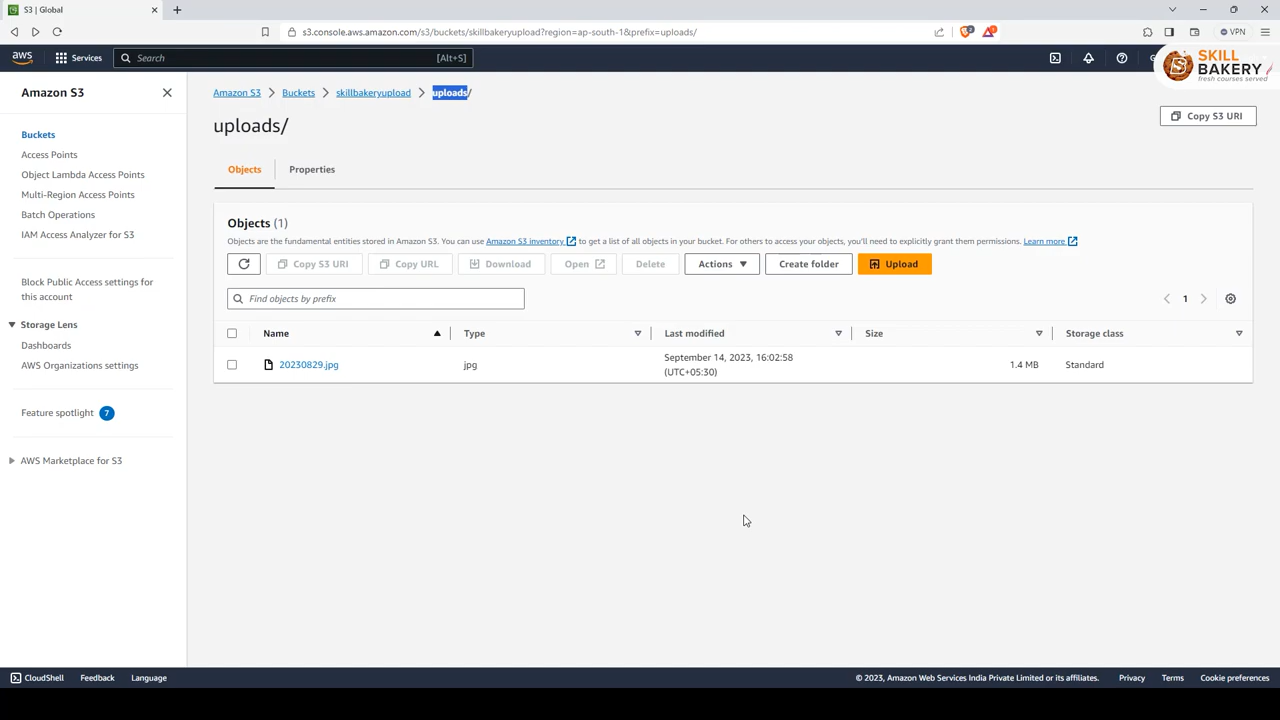 S3 | Global
s3.console.aws.amazon.com/s3/buckets/skillbakeryupload?region=ap-south-1&prefix=uploads/
VPN
aws
Services
Search
[Alt+S]
SKILL
BAKERY
fresh courses served
Amazon S3
Buckets
Access Points
Object Lambda Access Points
Multi-Region Access Points
Batch Operations
IAM Access Analyzer for S3
Block Public Access settings for
this account
Storage Lens
Dashboards
AWS Organizations settings
Feature spotlight 7
AWS Marketplace for S3
Amazon S3 > Buckets > skillbakeryupload > uploads/
uploads/
Copy S3 URI
Objects
Properties
Objects (1)
Objects are the fundamental entities stored in Amazon S3. You can use Amazon S3 inventory to get a list of all objects in your bucket. For others to access your objects, you'll need to explicitly grant them permissions. Learn more
Copy S3 URI
Copy URL
Download
Open
Delete
Actions
Create folder
Upload
Find objects by prefix
1
Name
Type
Last modified
Size
Storage class
20230829.jpg
jpg
September 14, 2023, 16:02:58
(UTC+05:30)
1.4 MB
Standard
CloudShell
Feedback
Language
© 2023, Amazon Web Services India Private Limited or its affiliates.
Privacy
Terms
Cookie preferences